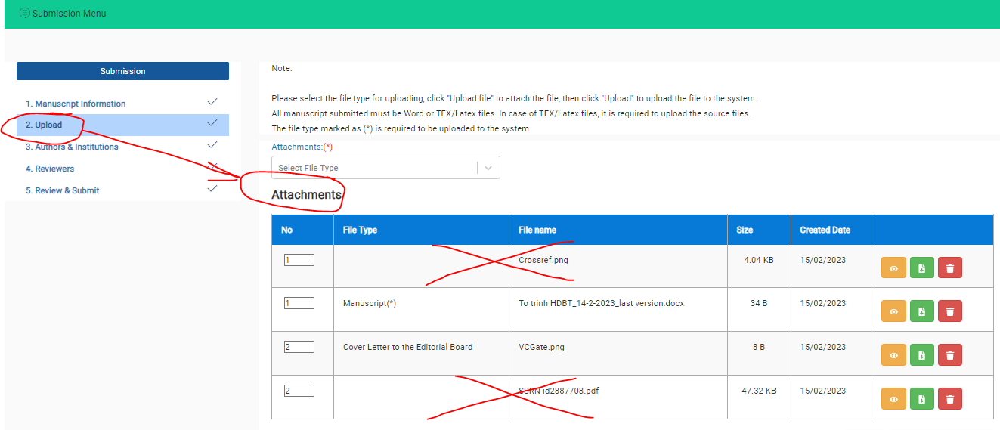 Submission Menu
Submission
1. Manuscript Information
2. Upload
3. Authors & Institutions
4. Reviewers
5. Review & Submit
Note:
Please select the file type for uploading, click "Upload file" to attach the file, then click "Upload" to upload the file to the system.
All manuscript submitted must be Word or TEX/Latex files. In case of TEX/Latex files, it is required to upload the source files.
The file type marked as (*) is required to be uploaded to the system.
Attachments:(*)
Select File Type
Attachments
No File Type File name Size Created Date
1 Crossref.png 4.04 KB 15/02/2023
1 Manuscript(*) To trinh HDBT_14-2-2023_last version.docx 34 B 15/02/2023
2 Cover Letter to the Editorial Board VCGate.png 8 B 15/02/2023
2 SSRN-id2887708.pdf 47.32 KB 15/02/2023